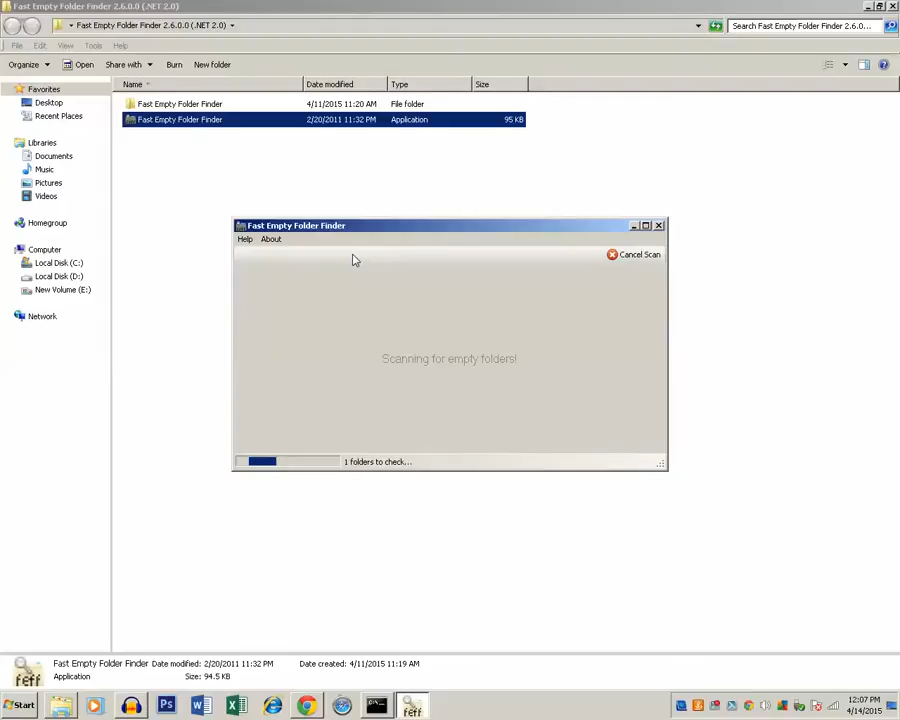 Fast Empty Folder Finder 2.6.0.0 (.NET 2.0)
Fast Empty Folder Finder 2.6.0.0 (.NET 2.0)
Search Fast Empty Folder Finder 2.6.0....
File Edit View Tools Help
Organize Open Share with Burn New folder
Name Date modified Type Size
Favorites
Desktop
Recent Places
Libraries
Documents
Music
Pictures
Videos
Homegroup
Computer
Local Disk (C:)
Local Disk (D:)
New Volume (E:)
Network
Fast Empty Folder Finder 4/11/2015 11:20 AM File folder
Fast Empty Folder Finder 2/20/2011 11:32 PM Application 95 KB
Fast Empty Folder Finder
Help About
Cancel Scan
Scanning for empty folders!
1 folders to check...
feff
Fast Empty Folder Finder Date modified: 2/20/2011 11:32 PM Date created: 4/11/2015 11:19 AM
Application Size: 94.5 KB
Start
Ps
feff
12:07 PM
4/14/2015